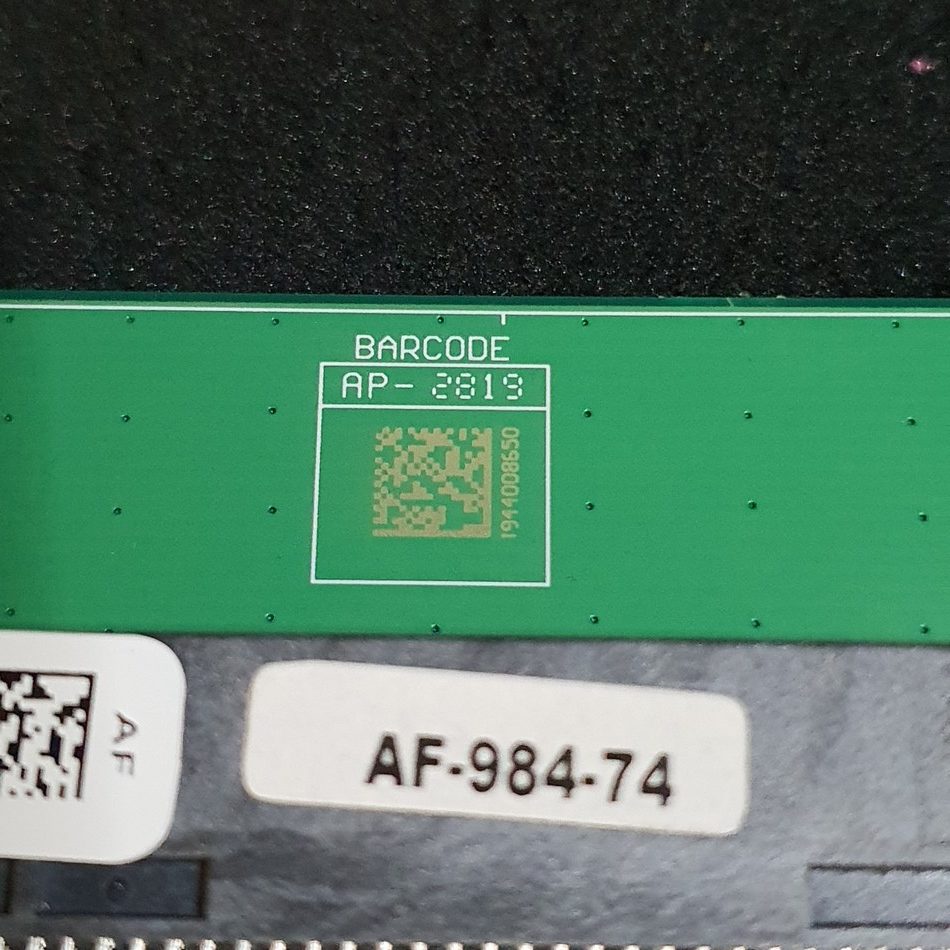 BARCODE
AP- 2819
1944008650
AF
AF-984-74